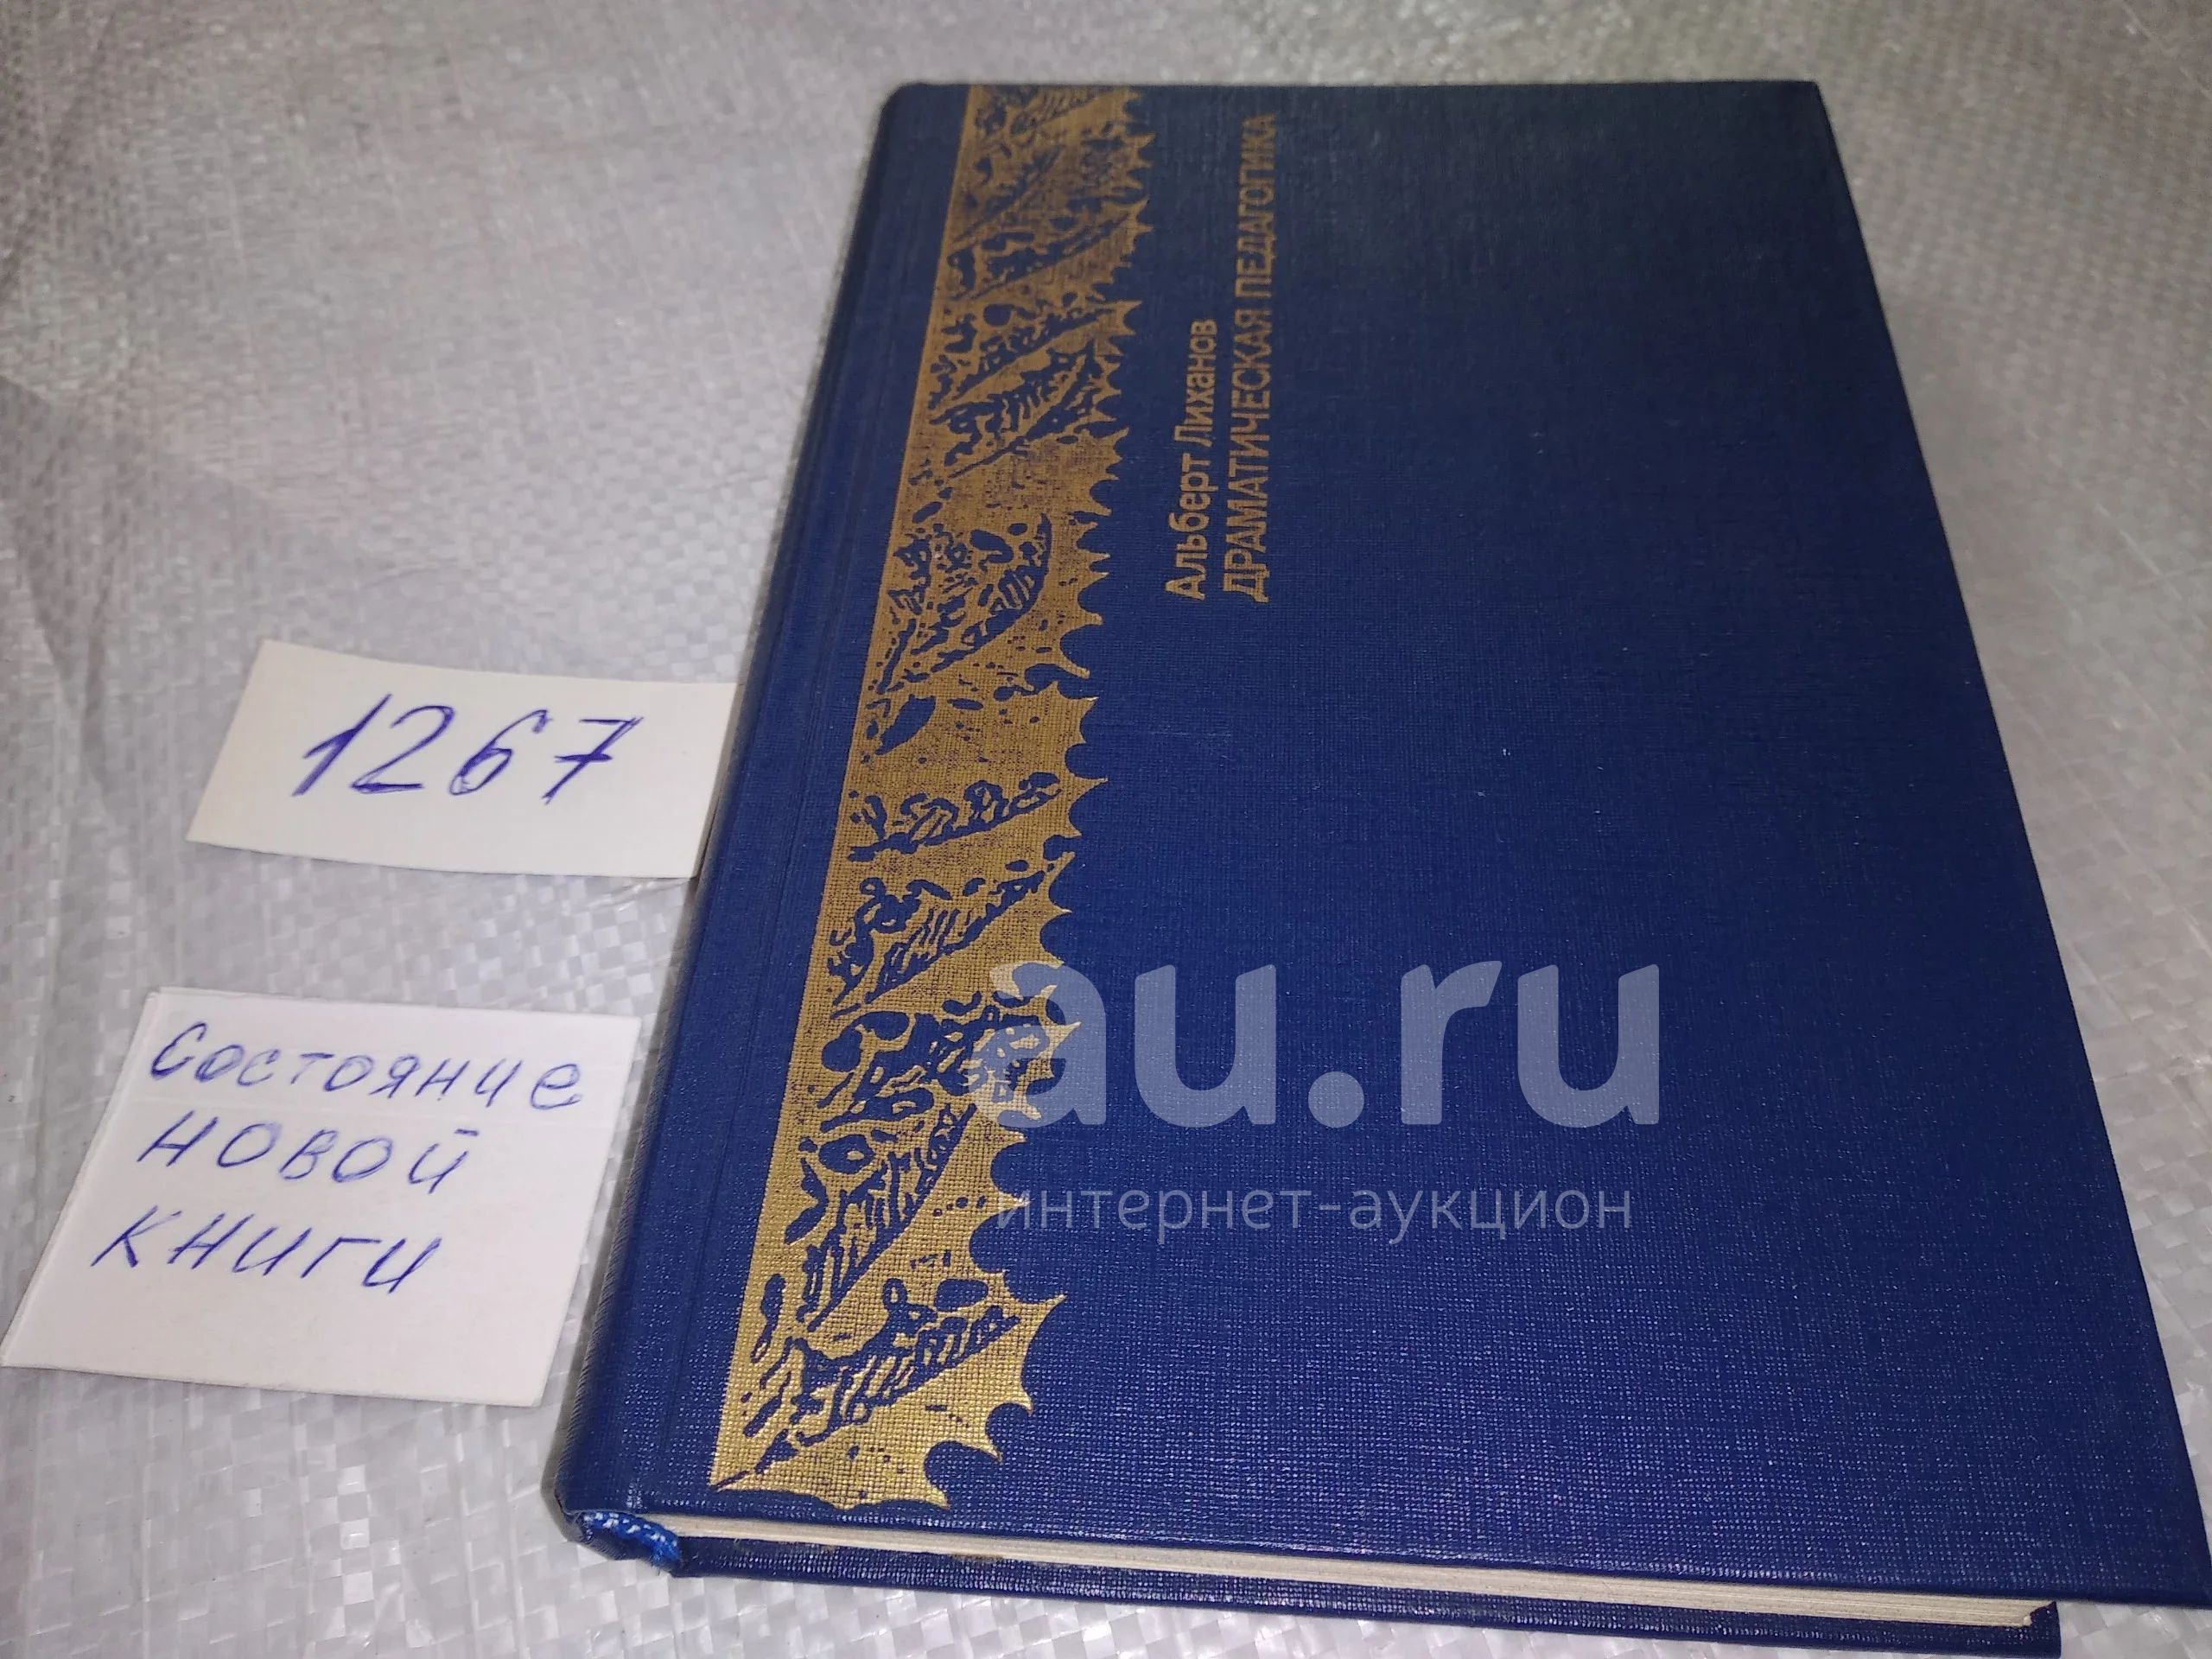 Альберт Лиханов
ДРАМАТИЧЕСКАЯ ПЕДАГОГИКА
1267
Состояние
новой
книги
au.ru
интернет-аукцион